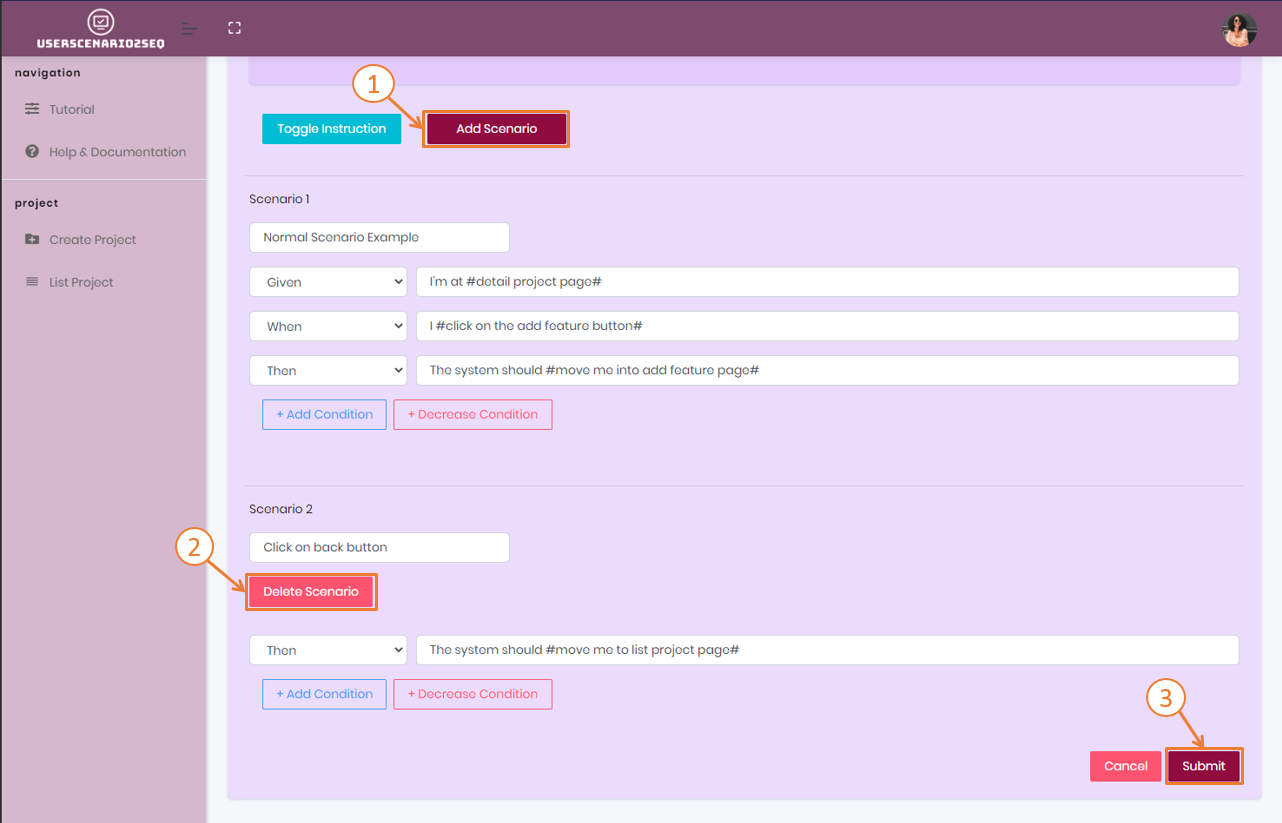 USERSCENARIO2SEQ
navigation
Tutorial
Help & Documentation
project
Create Project
List Project
1
Toggle Instruction
Add Scenario
Scenario 1
Normal Scenario Example
Given
I'm at #detail project page#
When
I #click on the add feature button#
Then
The system should #move me into add feature page#
+ Add Condition
+ Decrease Condition
Scenario 2
Click on back button
2
Delete Scenario
Then
The system should #move me to list project page#
+ Add Condition
+ Decrease Condition
3
Cancel
Submit